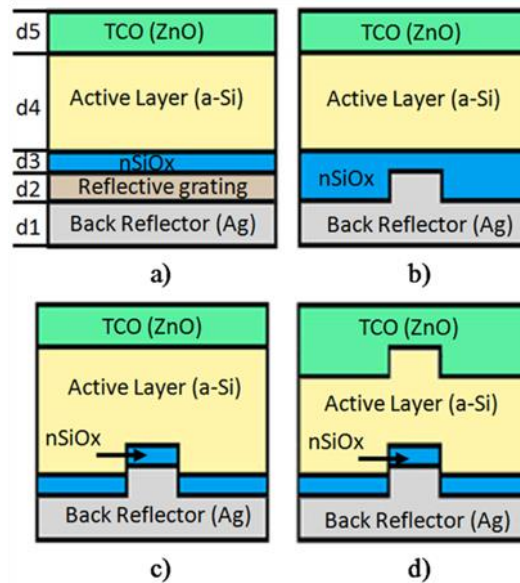 d5
TCO (ZnO)
d4
Active Layer (a-Si)
d3
nSiOx
d2
Reflective grating
d1
Back Reflector (Ag)
a)
TCO (ZnO)
Active Layer (a-Si)
nSiOx
Back Reflector (Ag)
b)
TCO (ZnO)
Active Layer (a-Si)
nSiOx
Back Reflector (Ag)
c)
TCO (ZnO)
Active Layer (a-Si)
nSiOx
Back Reflector (Ag)
d)